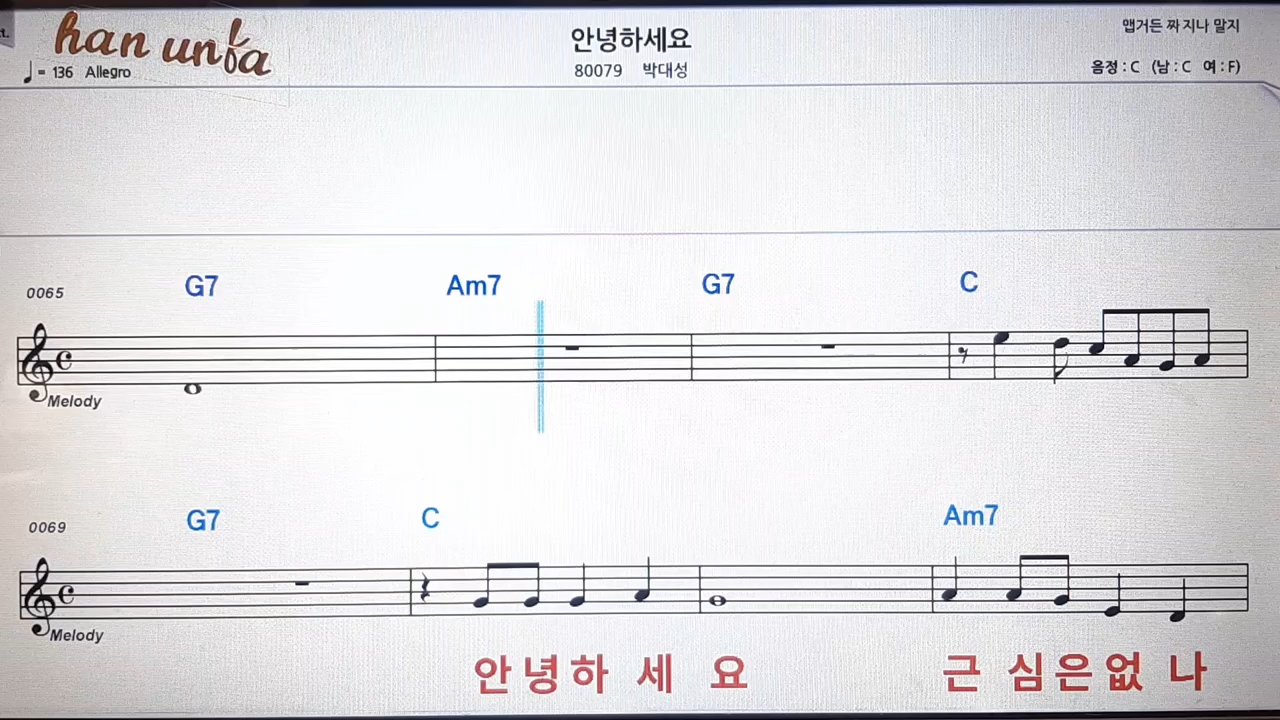 han unba
안녕하세요
맵거든 짜지나 말지
♩= 136 Allegro
80079 박대성
음정 : C (남 : C 여 : F)
0065 G7 Am7 G7 C
Melody
0069 G7 C Am7
Melody
안녕하 세 요 근 심은없 나